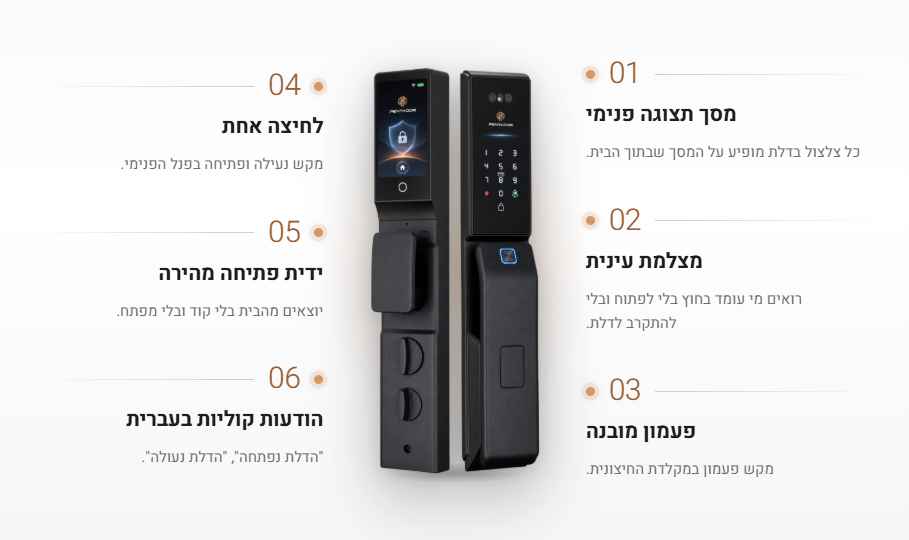 01
מסך תצוגה פנימי
כל צלצול בדלת מופיע על המסך שבתוך הבית.
02
מצלמת עינית
רואים מי עומד בחוץ בלי לפתוח ובלי
להתקרב לדלת.
03
פעמון מובנה
מקש פעמון במקלדת החיצונית.
04
לחיצה אחת
מקש נעילה ופתיחה בפנל הפנימי.
05
ידית פתיחה מהירה
יוצאים מהבית בלי קוד ובלי מפתח.
06
הודעות קוליות בעברית
"הדלת נפתחה", "הדלת נעולה".
1 2 3
4 5 6
7 8 9
0